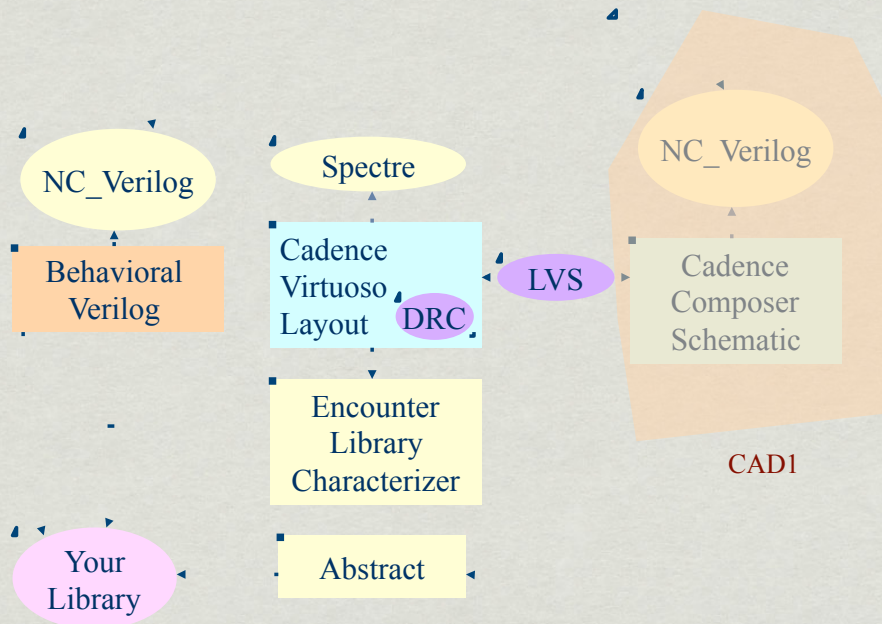 NC_Verilog
Behavioral
Verilog
Spectre
Cadence
Virtuoso
Layout
DRC
LVS
NC_Verilog
Cadence
Composer
Schematic
CAD1
Encounter
Library
Characterizer
Your
Library
Abstract